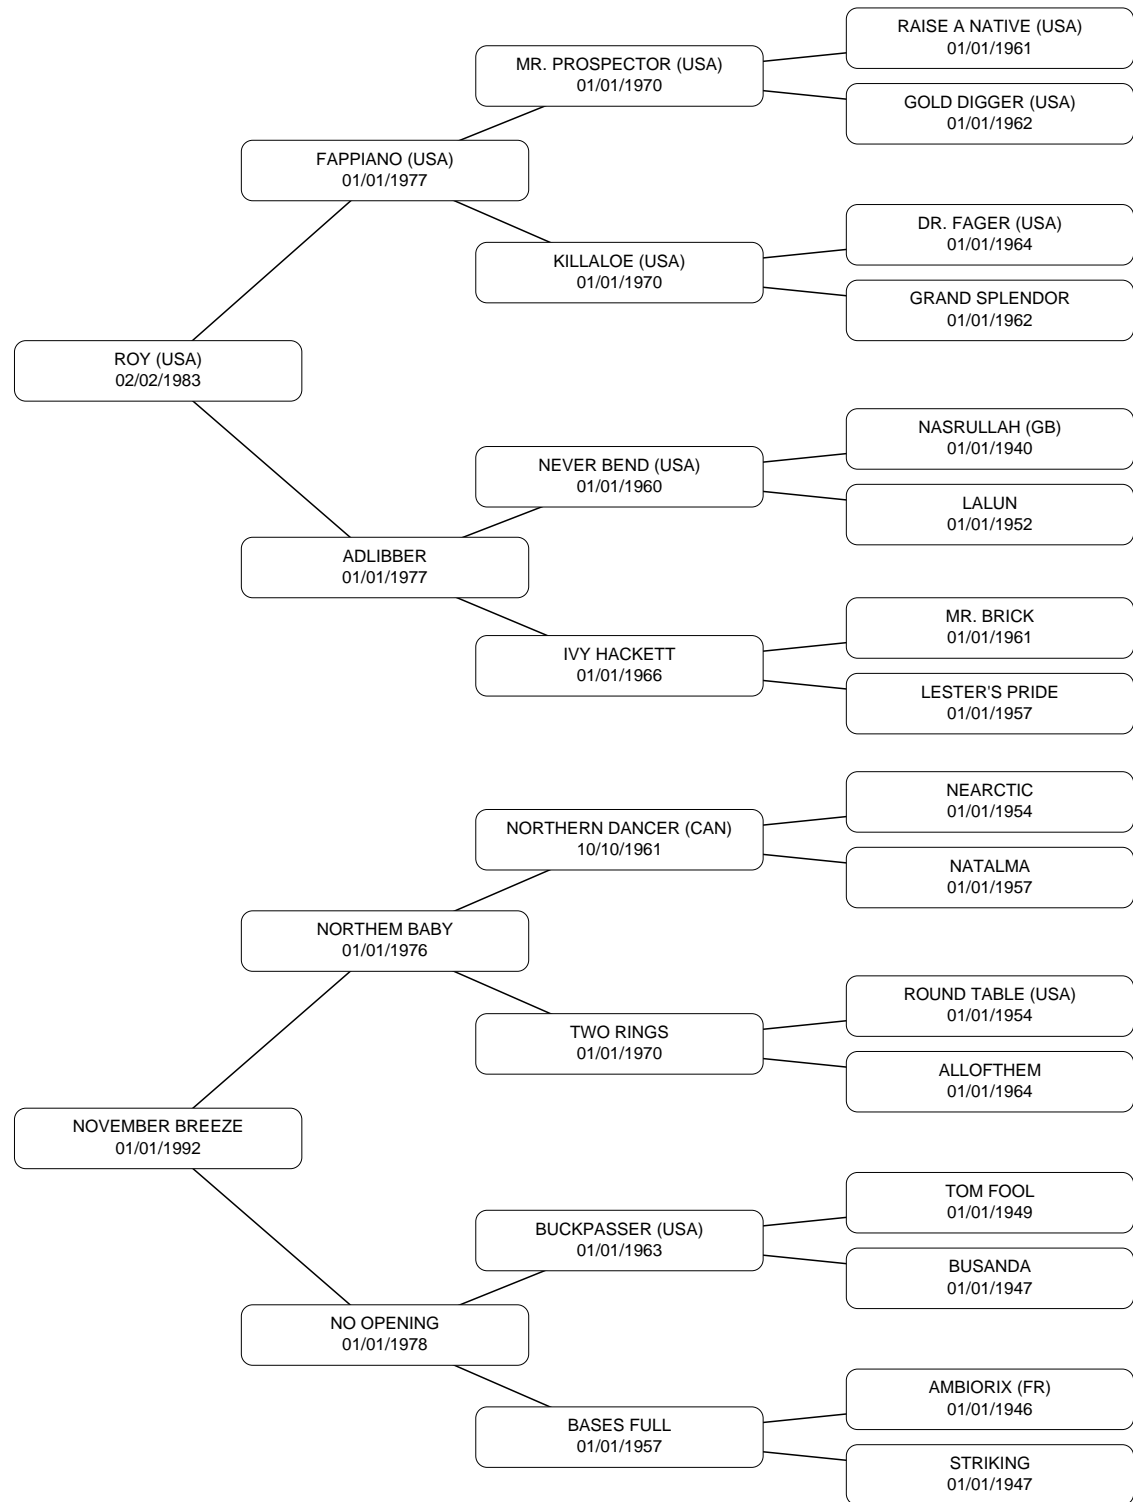 RAISE A NATIVE (USA)
01/01/1961
MR. PROSPECTOR (USA)
01/01/1970
GOLD DIGGER (USA)
01/01/1962
FAPPIANO (USA)
01/01/1977
DR. FAGER (USA)
01/01/1964
KILLALOE (USA)
01/01/1970
GRAND SPLENDOR
01/01/1962
ROY (USA)
02/02/1983
NASRULLAH (GB)
01/01/1940
NEVER BEND (USA)
01/01/1960
LALUN
01/01/1952
ADLIBBER
01/01/1977
MR. BRICK
01/01/1961
IVY HACKETT
01/01/1966
LESTER'S PRIDE
01/01/1957
NEARCTIC
01/01/1954
NORTHERN DANCER (CAN)
10/10/1961
NATALMA
01/01/1957
NORTHEM BABY
01/01/1976
ROUND TABLE (USA)
01/01/1954
TWO RINGS
01/01/1970
ALLOFTHEM
01/01/1964
NOVEMBER BREEZE
01/01/1992
TOM FOOL
01/01/1949
BUCKPASSER (USA)
01/01/1963
BUSANDA
01/01/1947
NO OPENING
01/01/1978
AMBIORIX (FR)
01/01/1946
BASES FULL
01/01/1957
STRIKING
01/01/1947